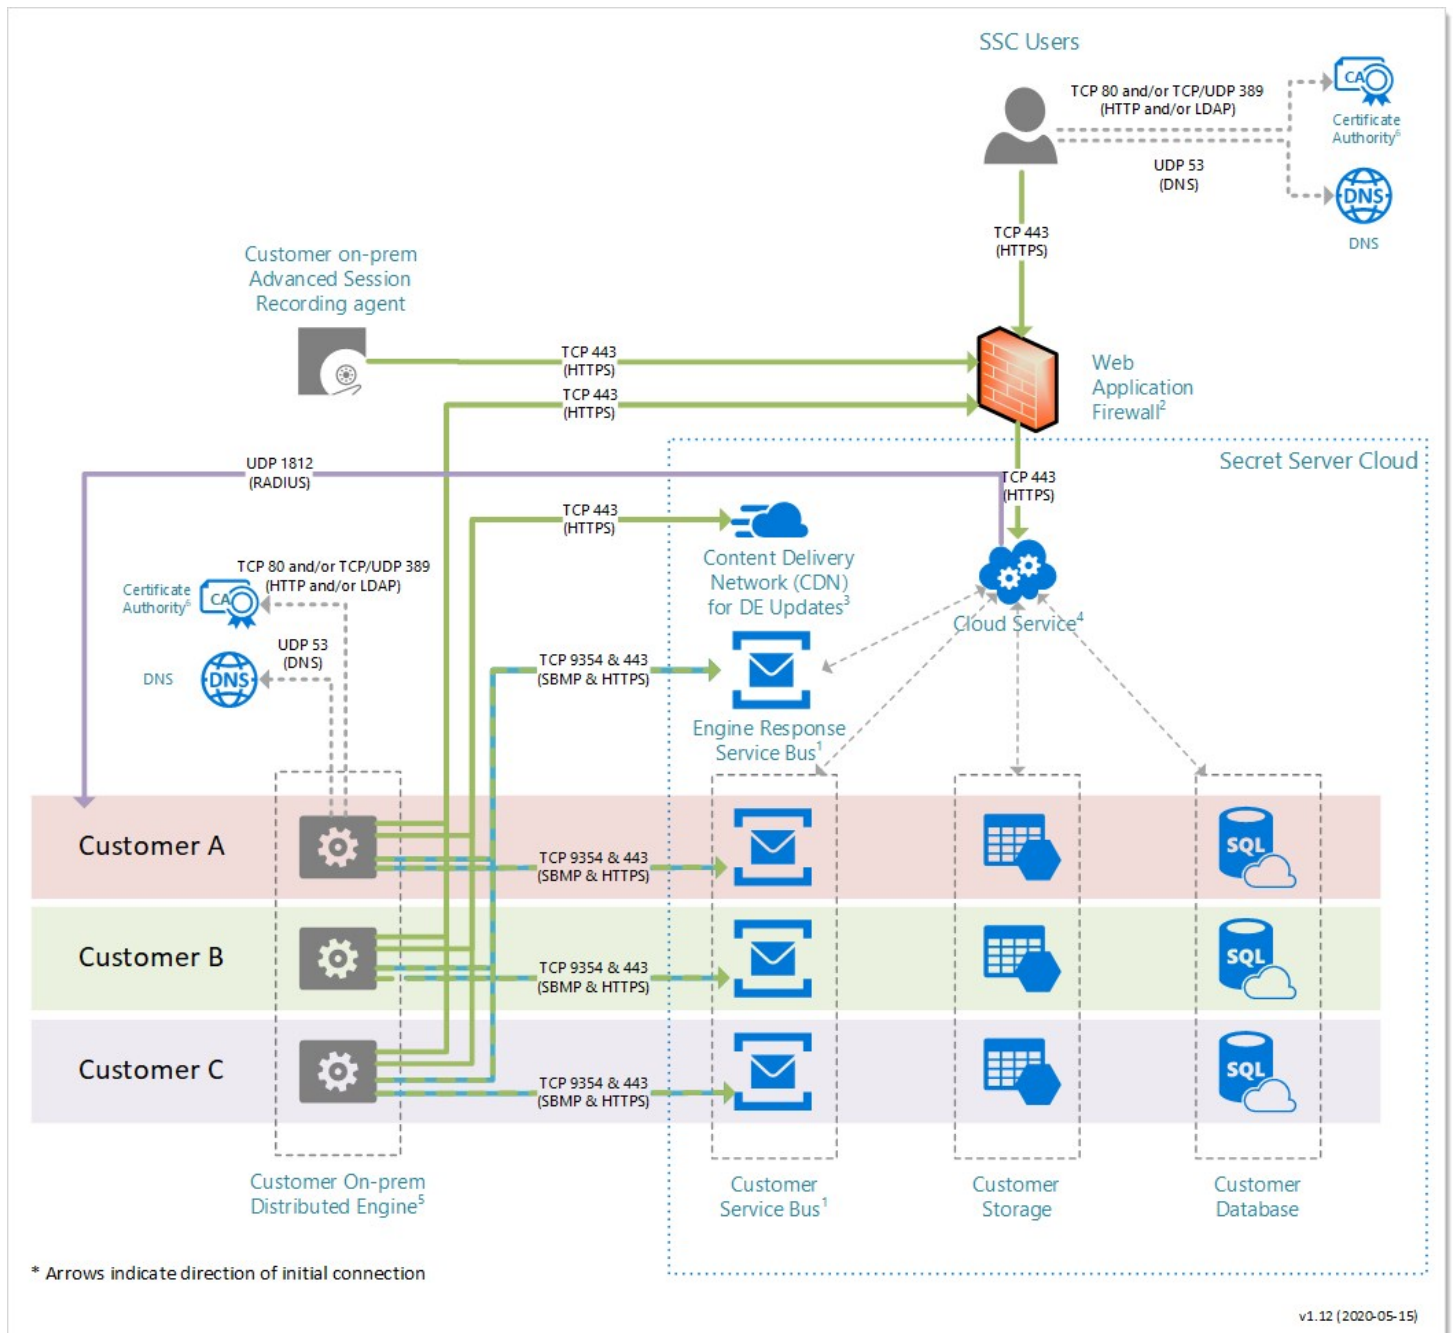 SSC Users
TCP 80 and/or TCP/UDP 389
(HTTP and/or LDAP)
CA
Certificate
Authority⁶
UDP 53
(DNS)
DNS
DNS
TCP 443
(HTTPS)
Customer on-prem
Advanced Session
Recording agent
TCP 443
(HTTPS)
TCP 443
(HTTPS)
Web
Application
Firewall²
UDP 1812
(RADIUS)
TCP 443
(HTTPS)
Secret Server Cloud
TCP 443
(HTTPS)
Content Delivery
Network (CDN)
for DE Updates³
Cloud Service⁴
TCP 80 and/or TCP/UDP 389
(HTTP and/or LDAP)
Certificate
Authority⁶
CA
UDP 53
(DNS)
DNS
DNS
TCP 9354 & 443
(SBMP & HTTPS)
Engine Response
Service Bus¹
Customer A
TCP 9354 & 443
(SBMP & HTTPS)
SQL
Customer B
TCP 9354 & 443
(SBMP & HTTPS)
SQL
Customer C
TCP 9354 & 443
(SBMP & HTTPS)
SQL
Customer On-prem
Distributed Engine⁵
Customer
Service Bus¹
Customer
Storage
Customer
Database
* Arrows indicate direction of initial connection
v1.12 (2020-05-15)